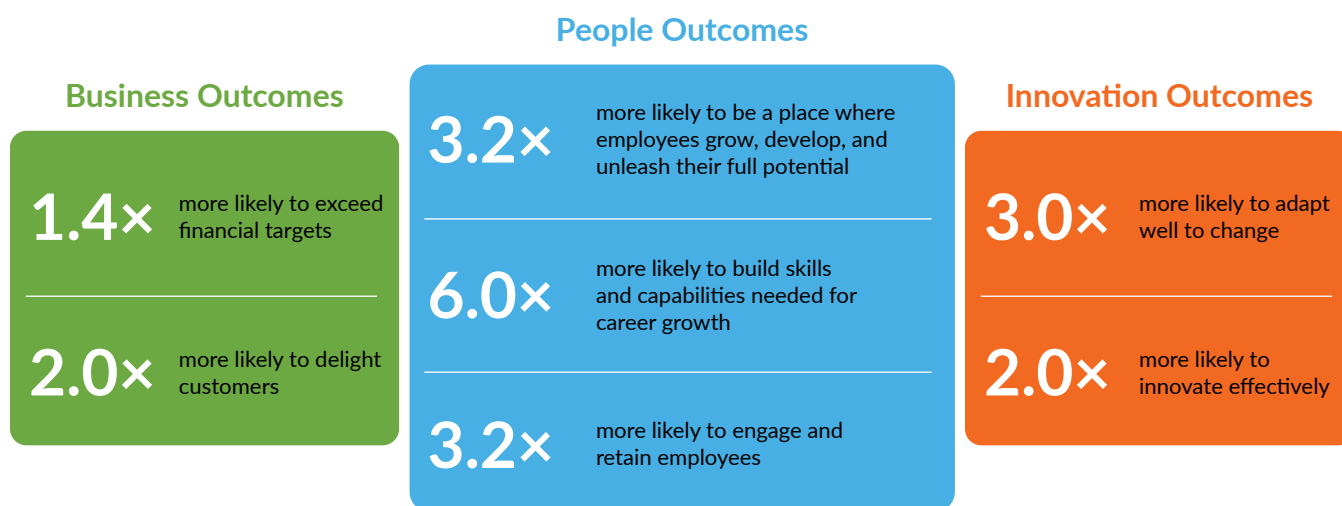 People Outcomes
Business Outcomes
Innovation Outcomes
1.4×
more likely to exceed
financial targets
2.0×
more likely to delight
customers
3.2×
more likely to be a place where
employees grow, develop, and
unleash their full potential
6.0×
more likely to build skills
and capabilities needed for
career growth
3.2×
more likely to engage and
retain employees
3.0×
more likely to adapt
well to change
2.0×
more likely to
innovate effectively